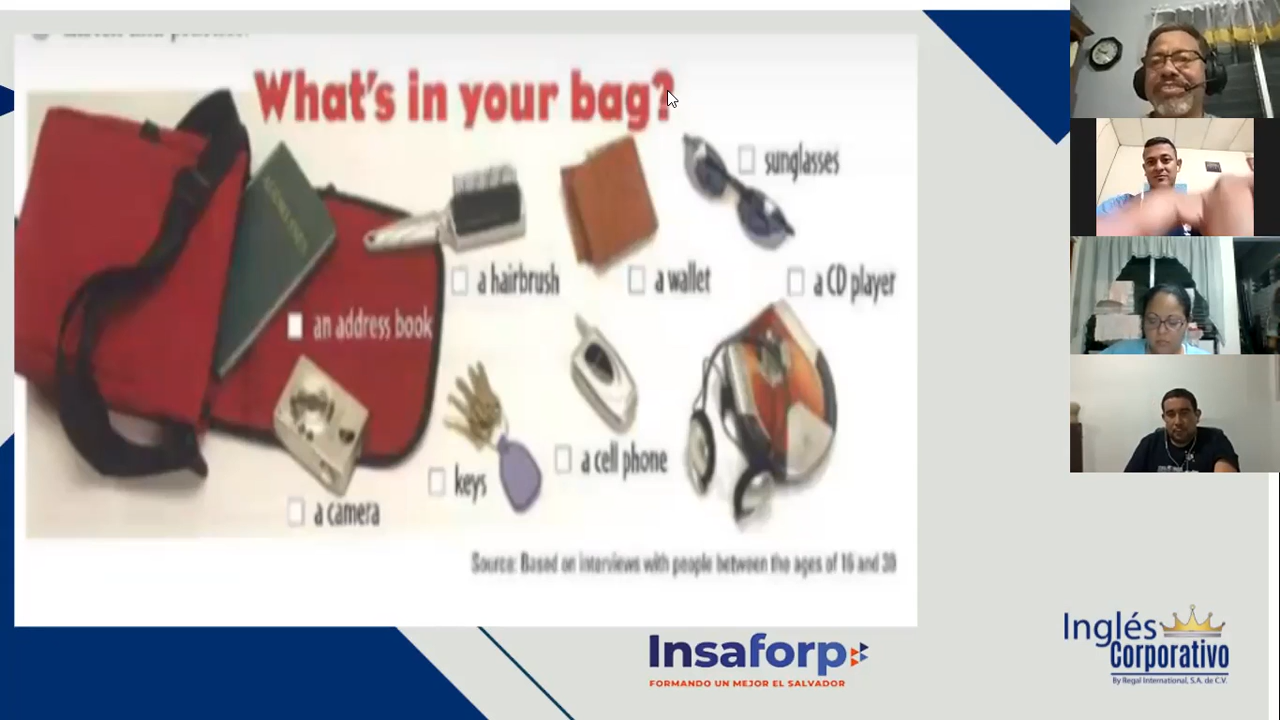 What's in your bag?
sunglasses
a hairbrush
a wallet
a CD player
an address book
a cell phone
keys
a camera
Source: Based on interviews with people between the ages of 16 and 30
Insaforp
FORMANDO UN MEJOR EL SALVADOR
Inglés
Corporativo
By Regal International, S.A. de C.V.